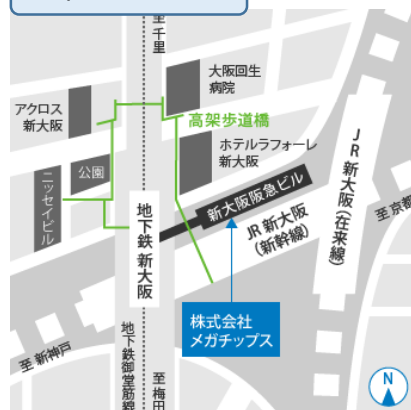 至千里
大阪回生
病院
アクロス
新大阪
高架歩道橋
ホテルラフォーレ
新大阪
公園
ニッセイビル
地下鉄 新大阪
新大阪阪急ビル
JR 新大阪
(新幹線)
JR 新大阪(在来線)
至 京都
株式会社
メガチップス
至 新神戸
地下鉄御堂筋線
至 梅田
N